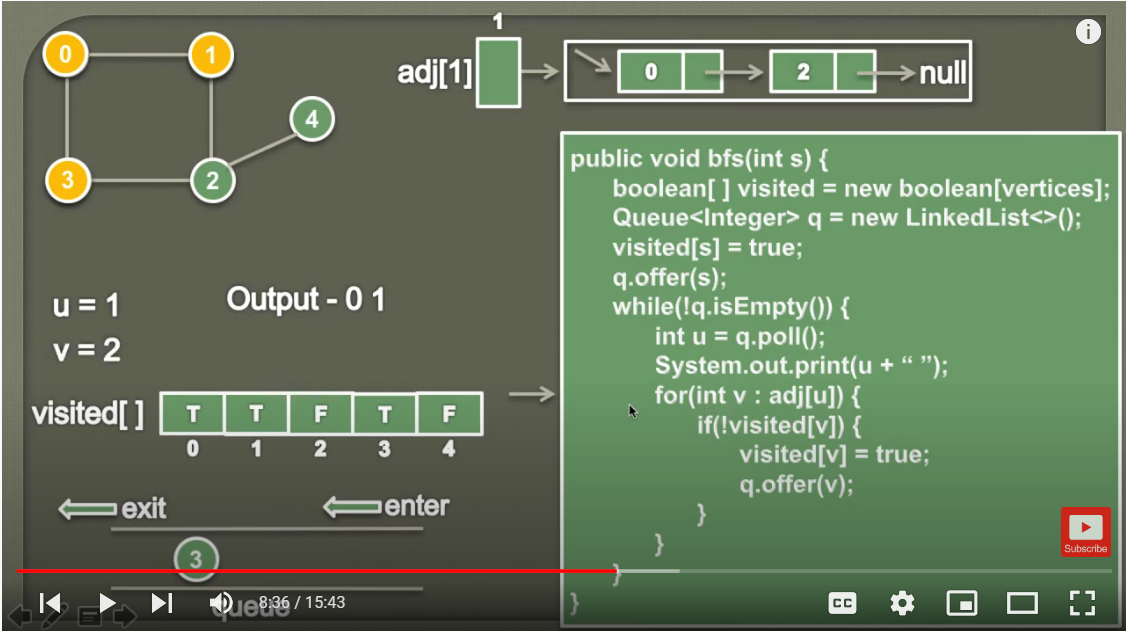 1
0
1
4
3
2
adj[1]
0
2
null
public void bfs(int s) {
boolean[ ] visited = new boolean[vertices];
Queue<Integer> q = new LinkedList<>();
visited[s] = true;
q.offer(s);
while(!q.isEmpty()) {
int u = q.poll();
System.out.print(u + “ ”);
for(int v : adj[u]) {
if(!visited[v]) {
visited[v] = true;
q.offer(v);
}
}
}
}
u = 1
Output - 0 1
v = 2
visited[ ]
T T F T F
0 1 2 3 4
exit
enter
3
queue
Subscribe
8:36 / 15:43
CC
i